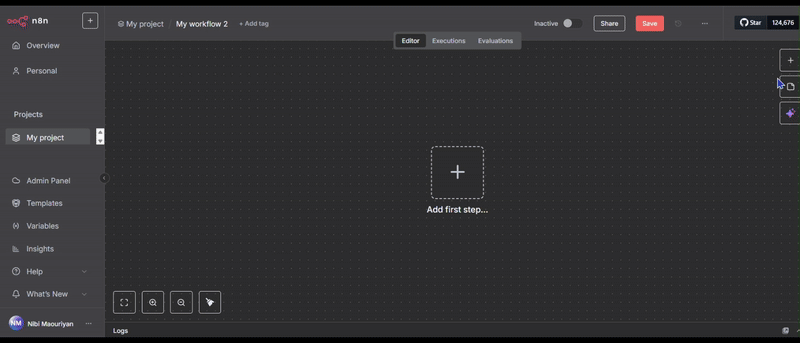 n8n
My project
My workflow 2
+ Add tag
Inactive
Share
Save
Star
124,676
Editor
Executions
Evaluations
Overview
Personal
Projects
My project
Admin Panel
Templates
Variables
Insights
Help
What's New
NM
Nibi Maouriyan
Add first step...
Logs